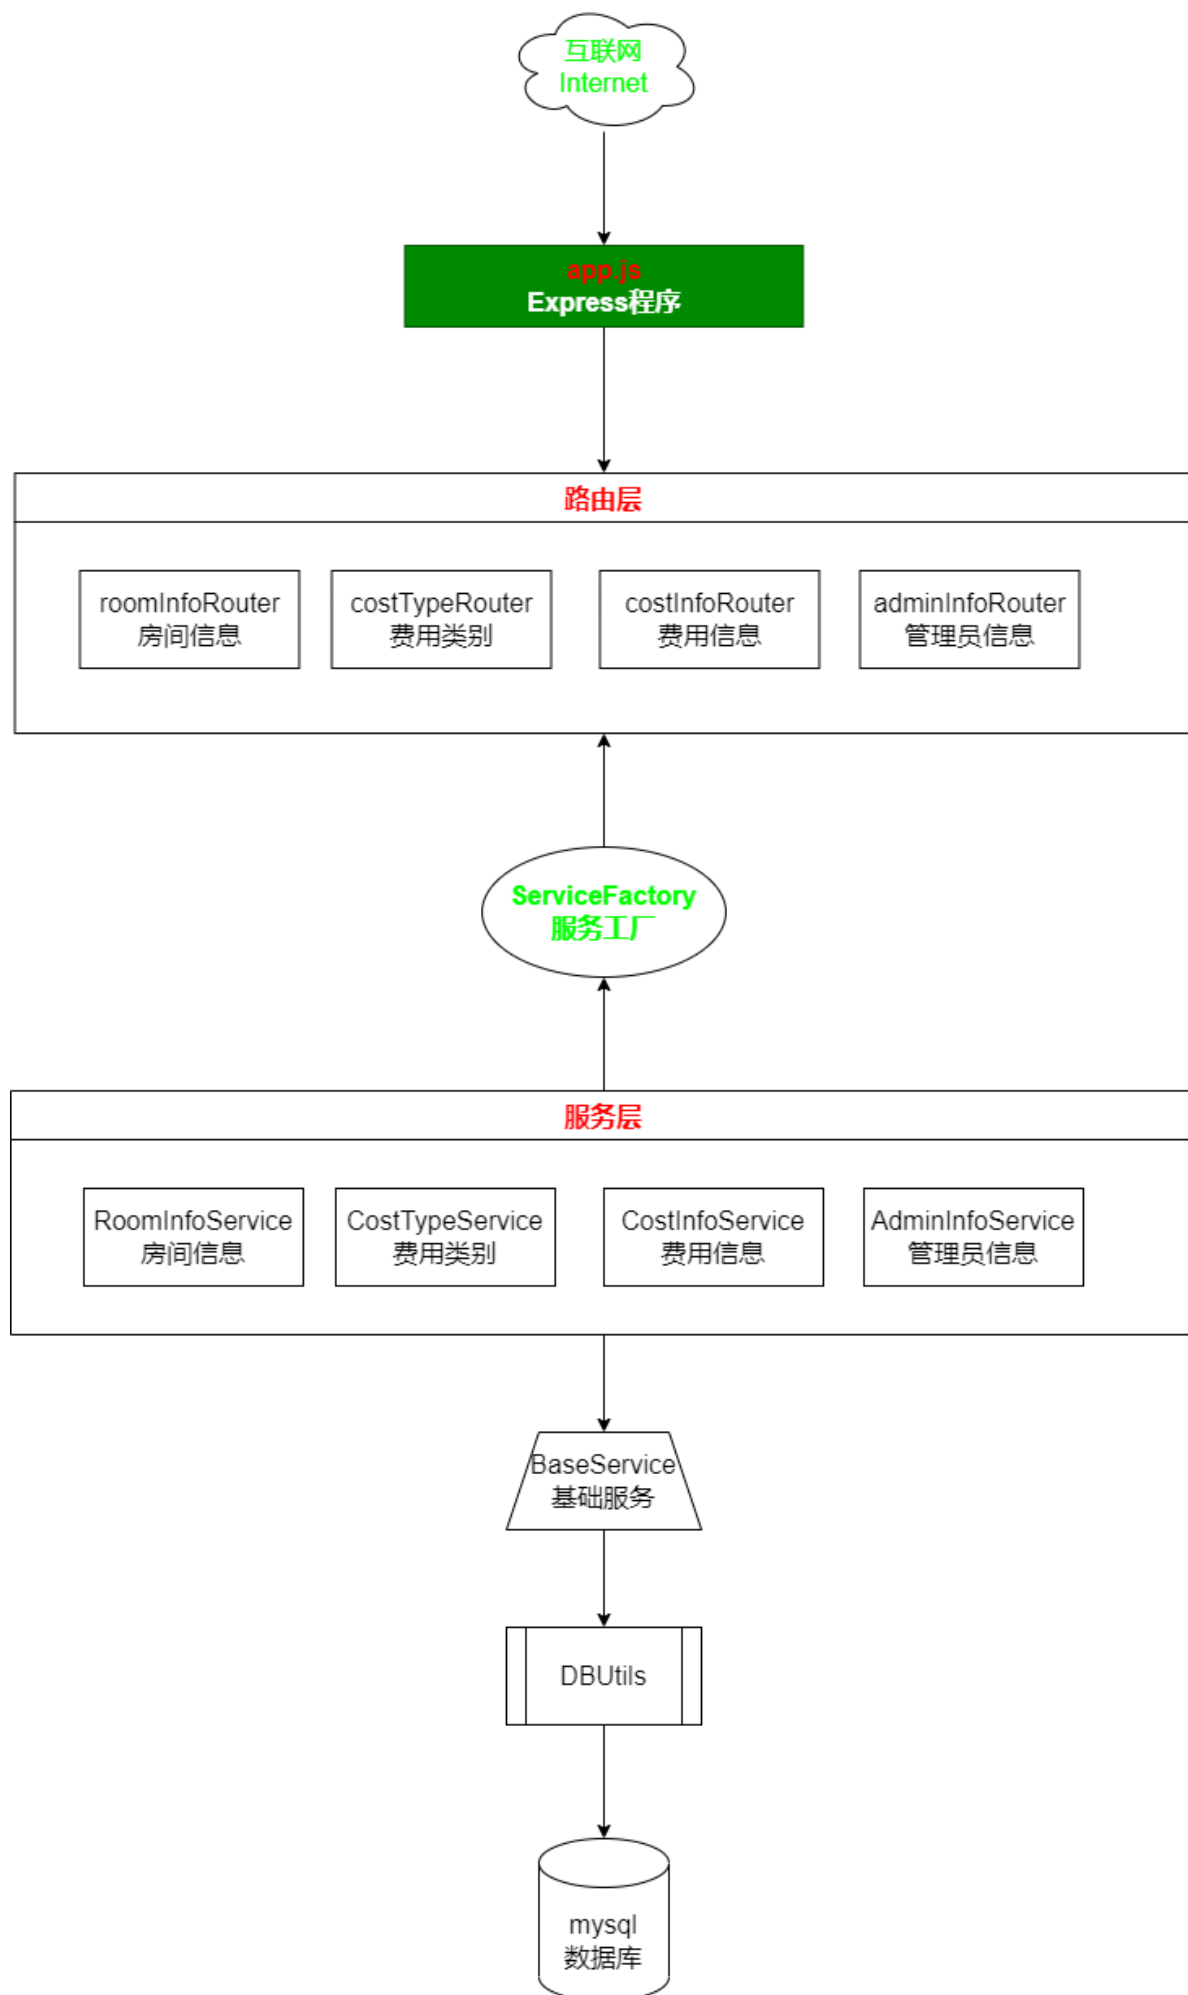 互联网
Internet
app.js
Express程序
路由层
roomInfoRouter
房间信息
costTypeRouter
费用类别
costInfoRouter
费用信息
adminInfoRouter
管理员信息
ServiceFactory
服务工厂
服务层
RoomInfoService
房间信息
CostTypeService
费用类别
CostInfoService
费用信息
AdminInfoService
管理员信息
BaseService
基础服务
DBUtils
mysql
数据库